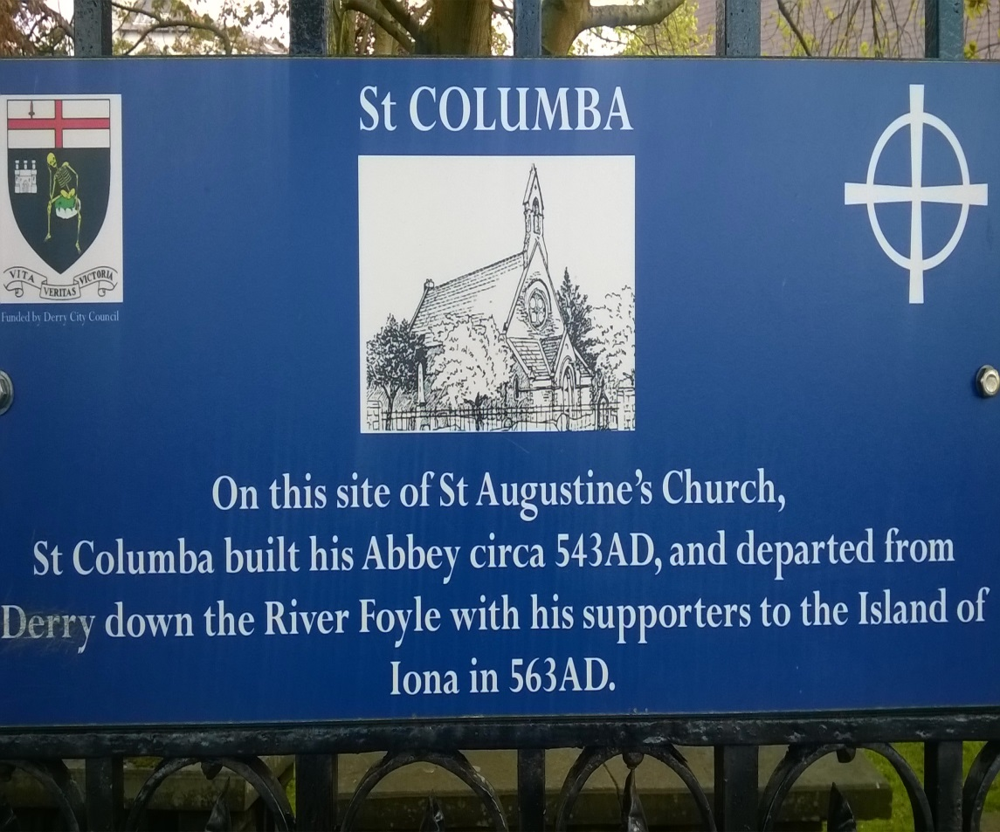 St COLUMBA
VITA VERITAS VICTORIA
Funded by Derry City Council
On this site of St Augustine's Church,
St Columba built his Abbey circa 543AD, and departed from
Derry down the River Foyle with his supporters to the Island of
Iona in 563AD.